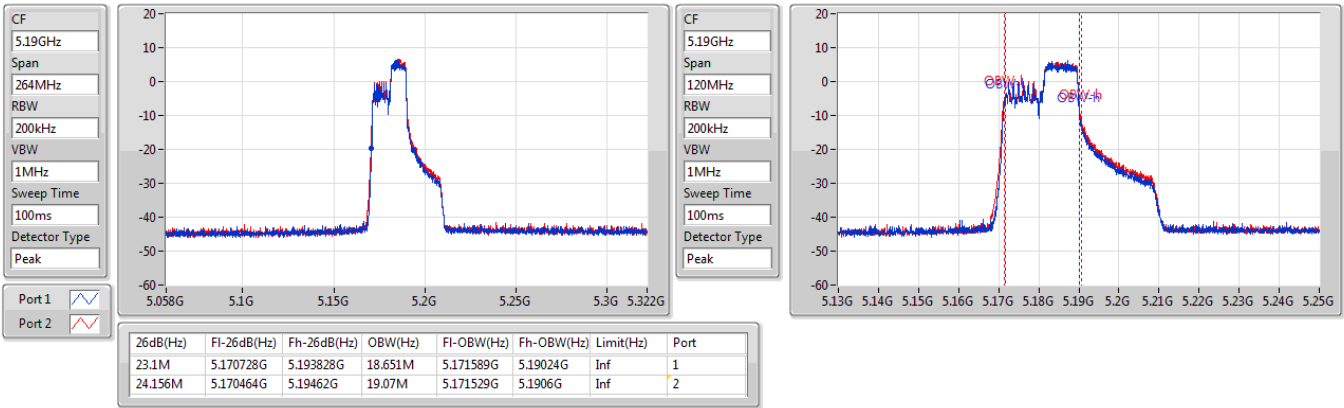 CF
5.19GHz
Span
264MHz
RBW
200kHz
VBW
1MHz
Sweep Time
100ms
Detector Type
Peak
Port 1
Port 2
20
10
0
-10
-20
-30
-40
-50
-60
5.058G 5.1G 5.15G 5.2G 5.25G 5.3G 5.322G
CF
5.19GHz
Span
120MHz
RBW
200kHz
VBW
1MHz
Sweep Time
100ms
Detector Type
Peak
20
10
0
-10
-20
-30
-40
-50
-60
OBW-h
5.13G 5.14G 5.15G 5.16G 5.17G 5.18G 5.19G 5.2G 5.21G 5.22G 5.23G 5.24G 5.25G
26dB(Hz) Fl-26dB(Hz) Fh-26dB(Hz) OBW(Hz) Fl-OBW(Hz) Fh-OBW(Hz) Limit(Hz) Port
23.1M 5.170728G 5.193828G 18.651M 5.171589G 5.19024G Inf 1
24.156M 5.170464G 5.19462G 19.07M 5.171529G 5.1906G Inf 2